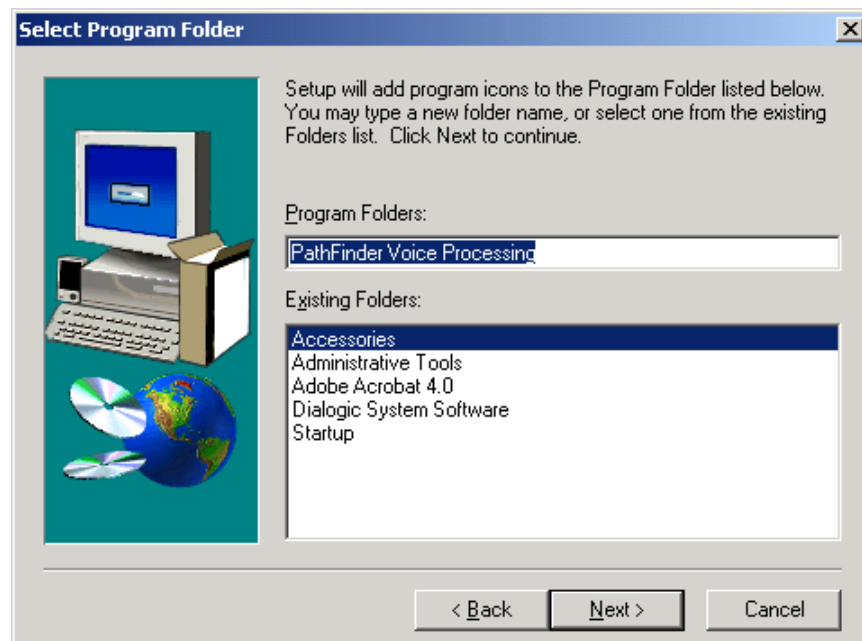 Select Program Folder
Setup will add program icons to the Program Folder listed below.
You may type a new folder name, or select one from the existing
Folders list.  Click Next to continue.
Program Folders:
PathFinder Voice Processing
Existing Folders:
Accessories
Administrative Tools
Adobe Acrobat 4.0
Dialogic System Software
Startup
< Back
Next >
Cancel